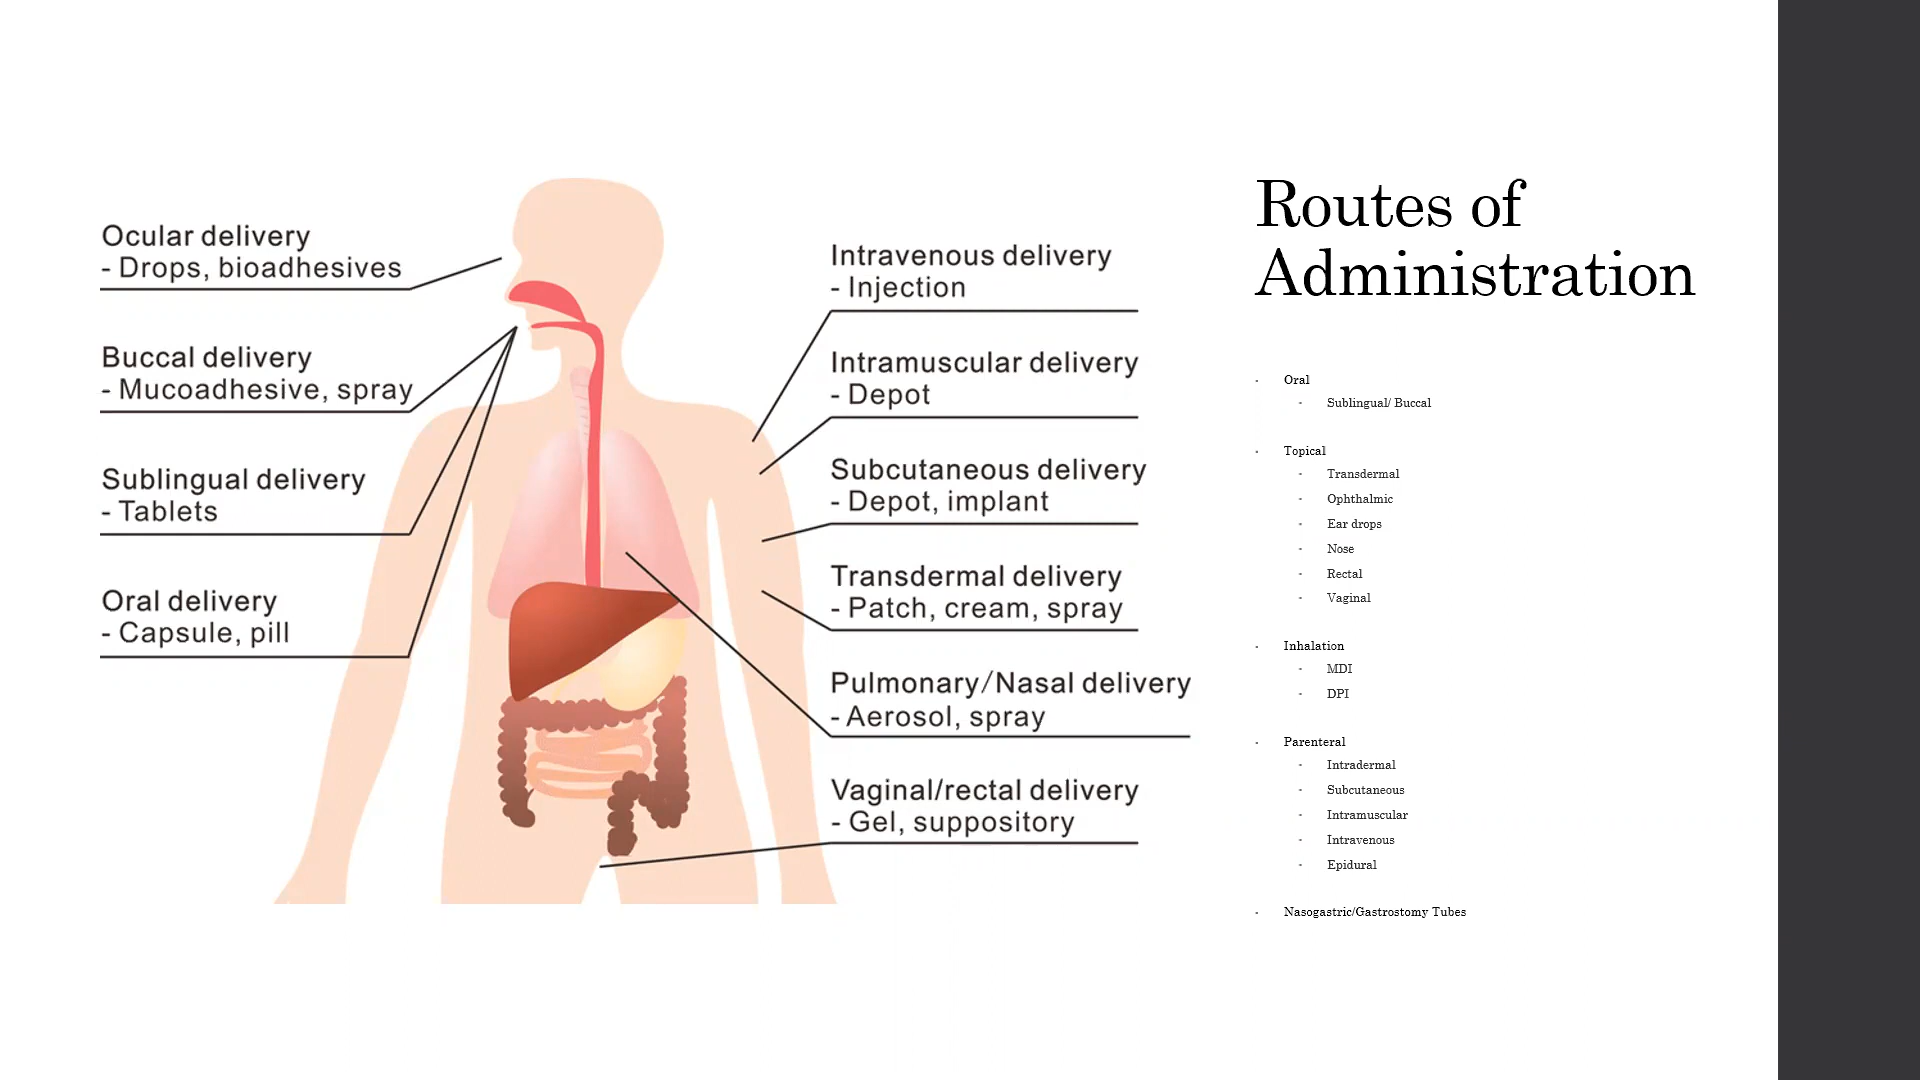 Routes of
Administration
Ocular delivery
- Drops, bioadhesives
Buccal delivery
- Mucoadhesive, spray
Sublingual delivery
- Tablets
Oral delivery
- Capsule, pill
Intravenous delivery
- Injection
Intramuscular delivery
- Depot
Subcutaneous delivery
- Depot, implant
Transdermal delivery
- Patch, cream, spray
Pulmonary/Nasal delivery
- Aerosol, spray
Vaginal/rectal delivery
- Gel, suppository
- Oral
- Sublingual/ Buccal
- Topical
- Transdermal
- Ophthalmic
- Ear drops
- Nose
- Rectal
- Vaginal
- Inhalation
- MDI
- DPI
- Parenteral
- Intradermal
- Subcutaneous
- Intramuscular
- Intravenous
- Epidural
- Nasogastric/Gastrostomy Tubes